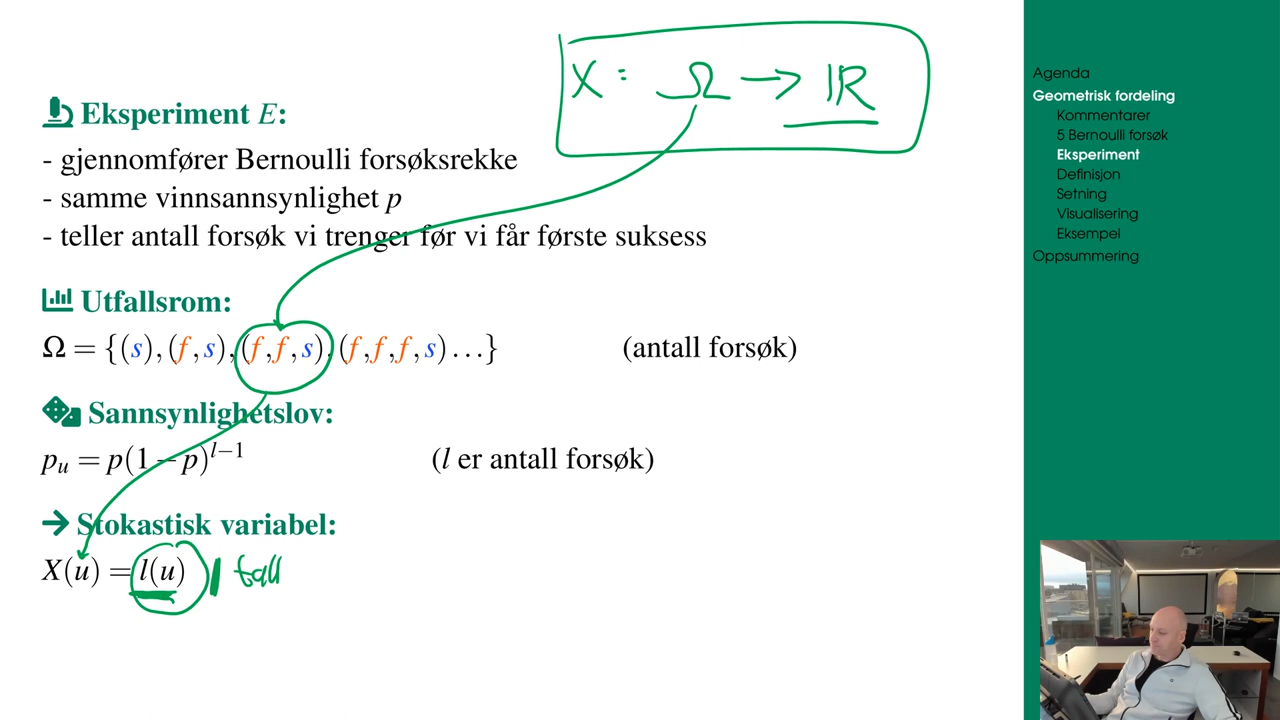 X : Ω → ℝ
Eksperiment E:
- gjennomfører Bernoulli forsøksrekke
- samme vinnsannsynlighet p
- teller antall forsøk vi trenger før vi får første suksess
Utfallsrom:
Ω = {(s),(f,s),(f,f,s),(f,f,f,s)...} (antall forsøk)
Sannsynlighetslov:
pᵤ = p(1−p)^{l−1} (l er antall forsøk)
Stokastisk variabel:
X(u) = l(u) tall
Agenda
Geometrisk fordeling
Kommentarer
5 Bernoulli forsøk
Eksperiment
Definisjon
Setning
Visualisering
Eksempel
Oppsummering